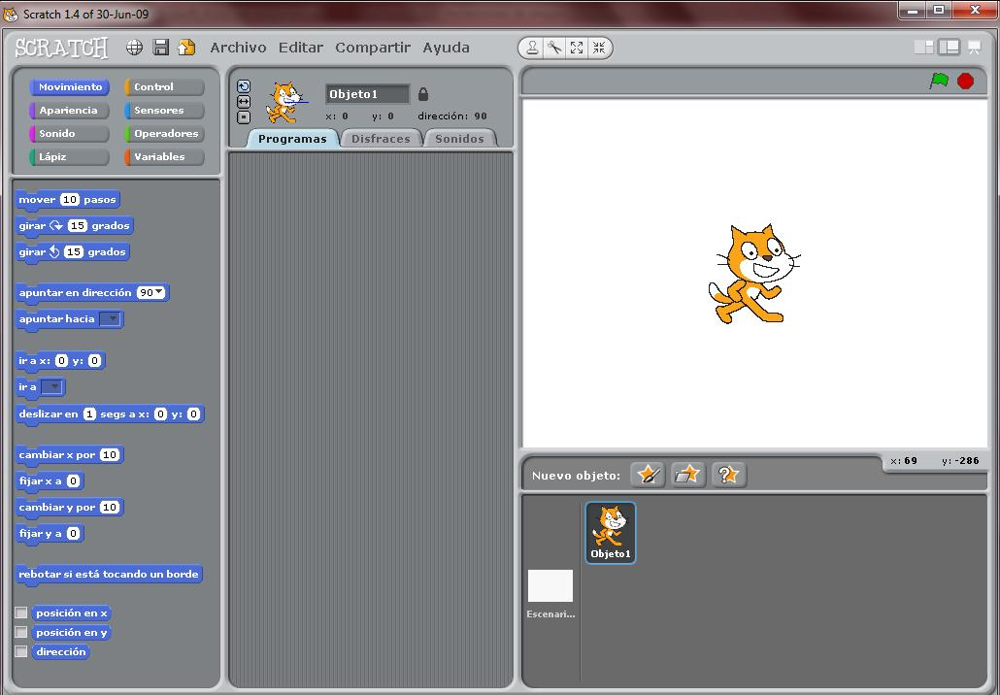 Scratch 1.4 of 30-Jun-09
SCRATCH Archivo Editar Compartir Ayuda
Movimiento Control
Apariencia Sensores
Sonido Operadores
Lápiz Variables
mover 10 pasos
girar 15 grados
girar 15 grados
apuntar en dirección 90
apuntar hacia
ir a x: 0 y: 0
ir a
deslizar en 1 segs a x: 0 y: 0
cambiar x por 10
fijar x a 0
cambiar y por 10
fijar y a 0
rebotar si está tocando un borde
posición en x
posición en y
dirección
Objeto1
x: 0 y: 0 dirección: 90
Programas Disfraces Sonidos
x: 69 y: -286
Nuevo objeto:
Objeto1
Escenari...